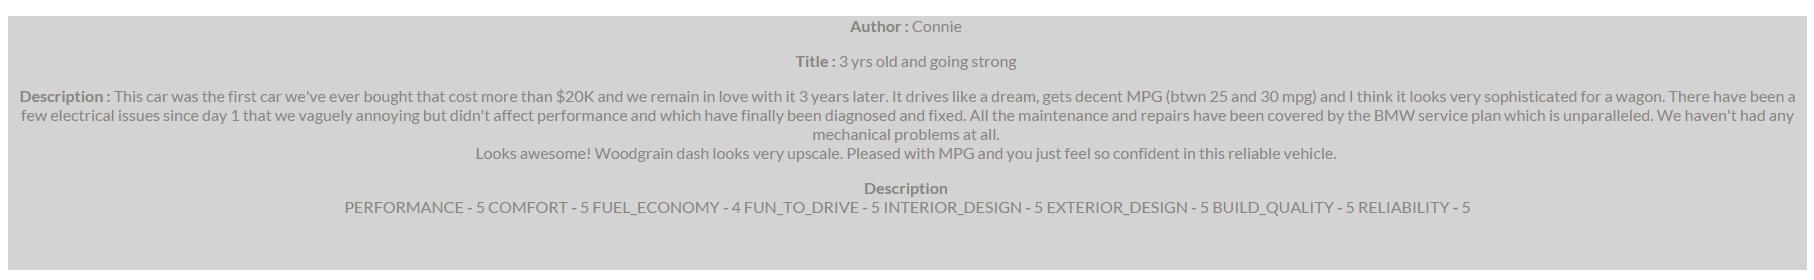 Author : Connie
Title : 3 yrs old and going strong
Description : This car was the first car we've ever bought that cost more than $20K and we remain in love with it 3 years later. It drives like a dream, gets decent MPG (btwn 25 and 30 mpg) and I think it looks very sophisticated for a wagon. There have been a
few electrical issues since day 1 that we vaguely annoying but didn't affect performance and which have finally been diagnosed and fixed. All the maintenance and repairs have been covered by the BMW service plan which is unparalleled. We haven't had any
mechanical problems at all.
Looks awesome! Woodgrain dash looks very upscale. Pleased with MPG and you just feel so confident in this reliable vehicle.
Description
PERFORMANCE - 5 COMFORT - 5 FUEL_ECONOMY - 4 FUN_TO_DRIVE - 5 INTERIOR_DESIGN - 5 EXTERIOR_DESIGN - 5 BUILD_QUALITY - 5 RELIABILITY - 5